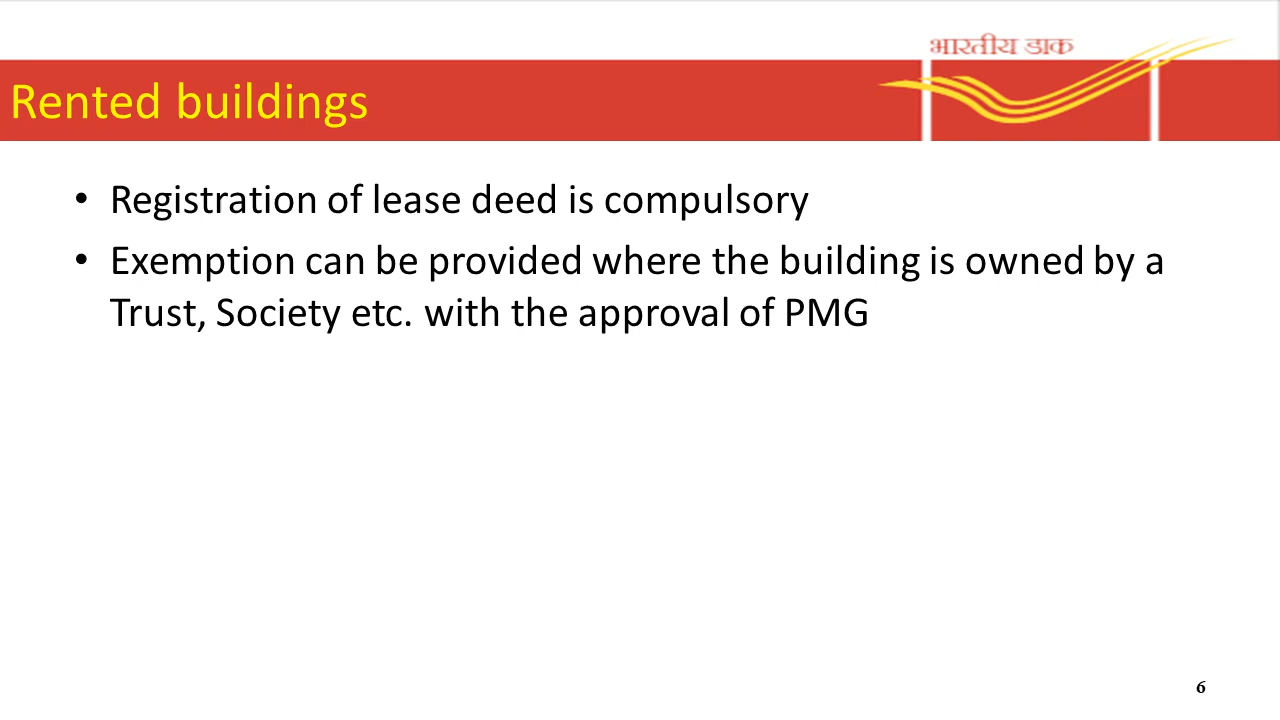 भारतीय डाक
Rented buildings
• Registration of lease deed is compulsory
• Exemption can be provided where the building is owned by a
Trust, Society etc. with the approval of PMG
6